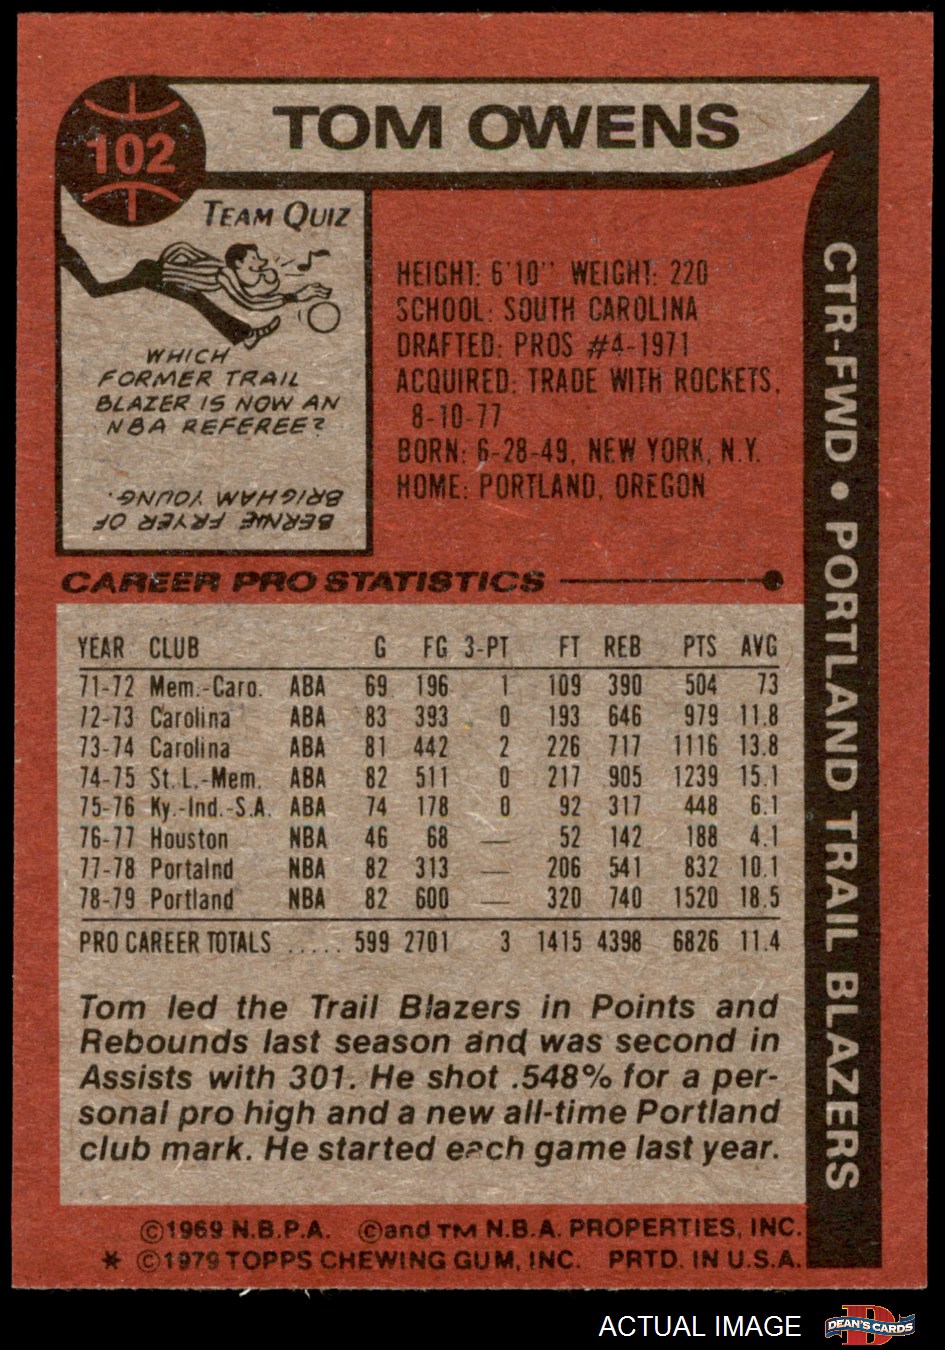 102
TOM OWENS
TEAM QUIZ
WHICH
FORMER TRAIL
BLAZER IS NOW AN
NBA REFEREE?
BERNIE FRYER OF
BRIGHAM YOUNG.
HEIGHT: 6'10" WEIGHT: 220
SCHOOL: SOUTH CAROLINA
DRAFTED: PROS #4-1971
ACQUIRED: TRADE WITH ROCKETS,
8-10-77
BORN: 6-28-49, NEW YORK, N.Y.
HOME: PORTLAND, OREGON
CTR-FWD • PORTLAND TRAIL BLAZERS
CAREER PRO STATISTICS
YEAR CLUB G FG 3-PT FT REB PTS AVG
71-72 Mem.-Caro. ABA 69 196 1 109 390 504 73
72-73 Carolina ABA 83 393 0 193 646 979 11.8
73-74 Carolina ABA 81 442 2 226 717 1116 13.8
74-75 St. L.-Mem. ABA 82 511 0 217 905 1239 15.1
75-76 Ky.-Ind.-S.A. ABA 74 178 0 92 317 448 6.1
76-77 Houston NBA 46 68 — 52 142 188 4.1
77-78 Portalnd NBA 82 313 — 206 541 832 10.1
78-79 Portland NBA 82 600 — 320 740 1520 18.5
PRO CAREER TOTALS ..... 599 2701 3 1415 4398 6826 11.4
Tom led the Trail Blazers in Points and
Rebounds last season and was second in
Assists with 301. He shot .548% for a per-
sonal pro high and a new all-time Portland
club mark. He started each game last year.
©1969 N.B.P.A. ©and TM N.B.A. PROPERTIES, INC.
* ©1979 TOPPS CHEWING GUM, INC. PRTD. IN U.S.A.
ACTUAL IMAGE
D
DEAN'S CARDS